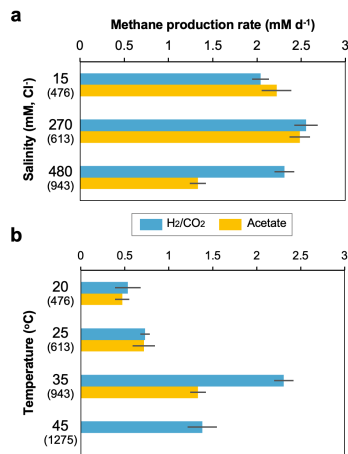 a
Methane production rate (mM d-1)
0 0.5 1 1.5 2 2.5 3
Salinity (mM, Cl-)
15
(476)
270
(613)
480
(943)
H2/CO2 Acetate
b
0 0.5 1 1.5 2 2.5 3
Temperature (oC)
20
(476)
25
(613)
35
(943)
45
(1275)